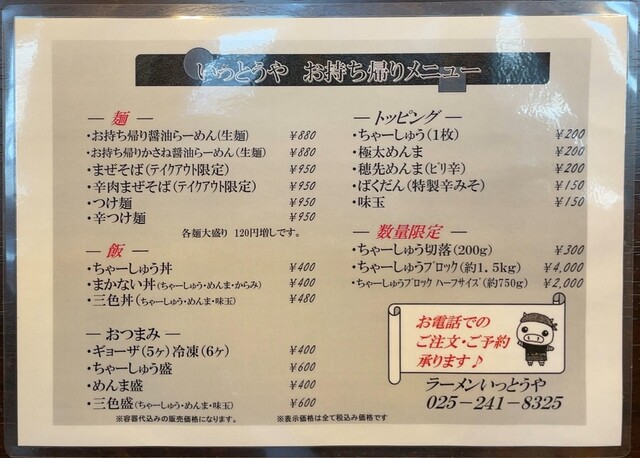 いっとうや お持ち帰りメニュー
― 麺 ―
・お持ち帰り醤油らーめん(生麺) ¥880
・お持ち帰りかさね醤油らーめん(生麺) ¥880
・まぜそば(テイクアウト限定) ¥950
・辛肉まぜそば(テイクアウト限定) ¥950
・つけ麺 ¥950
・辛つけ麺 ¥950
各麺大盛り 120円増しです。
― 飯 ―
・ちゃーしゅう丼 ¥400
・まかない丼(ちゃーしゅう・めんま・からみ) ¥400
・三色丼(ちゃーしゅう・めんま・味玉) ¥480
― おつまみ ―
・ギョーザ(5ヶ)冷凍(6ヶ) ¥400
・ちゃーしゅう盛 ¥600
・めんま盛 ¥400
・三色盛(ちゃーしゅう・めんま・味玉) ¥600
※容器代込みの販売価格になります。 ※表示価格は全て税込み価格です
― トッピング ―
・ちゃーしゅう(1枚) ¥200
・極太めんま ¥200
・穂先めんま(ピリ辛) ¥200
・ばくだん(特製辛みそ) ¥150
・味玉 ¥150
― 数量限定 ―
・ちゃーしゅう切落(200g) ¥300
・ちゃーしゅうブロック(約1.5kg) ¥4,000
・ちゃーしゅうブロック ハーフサイズ(約750g) ¥2,000
お電話での
ご注文・ご予約
承ります♪
ラーメンいっとうや
025-241-8325